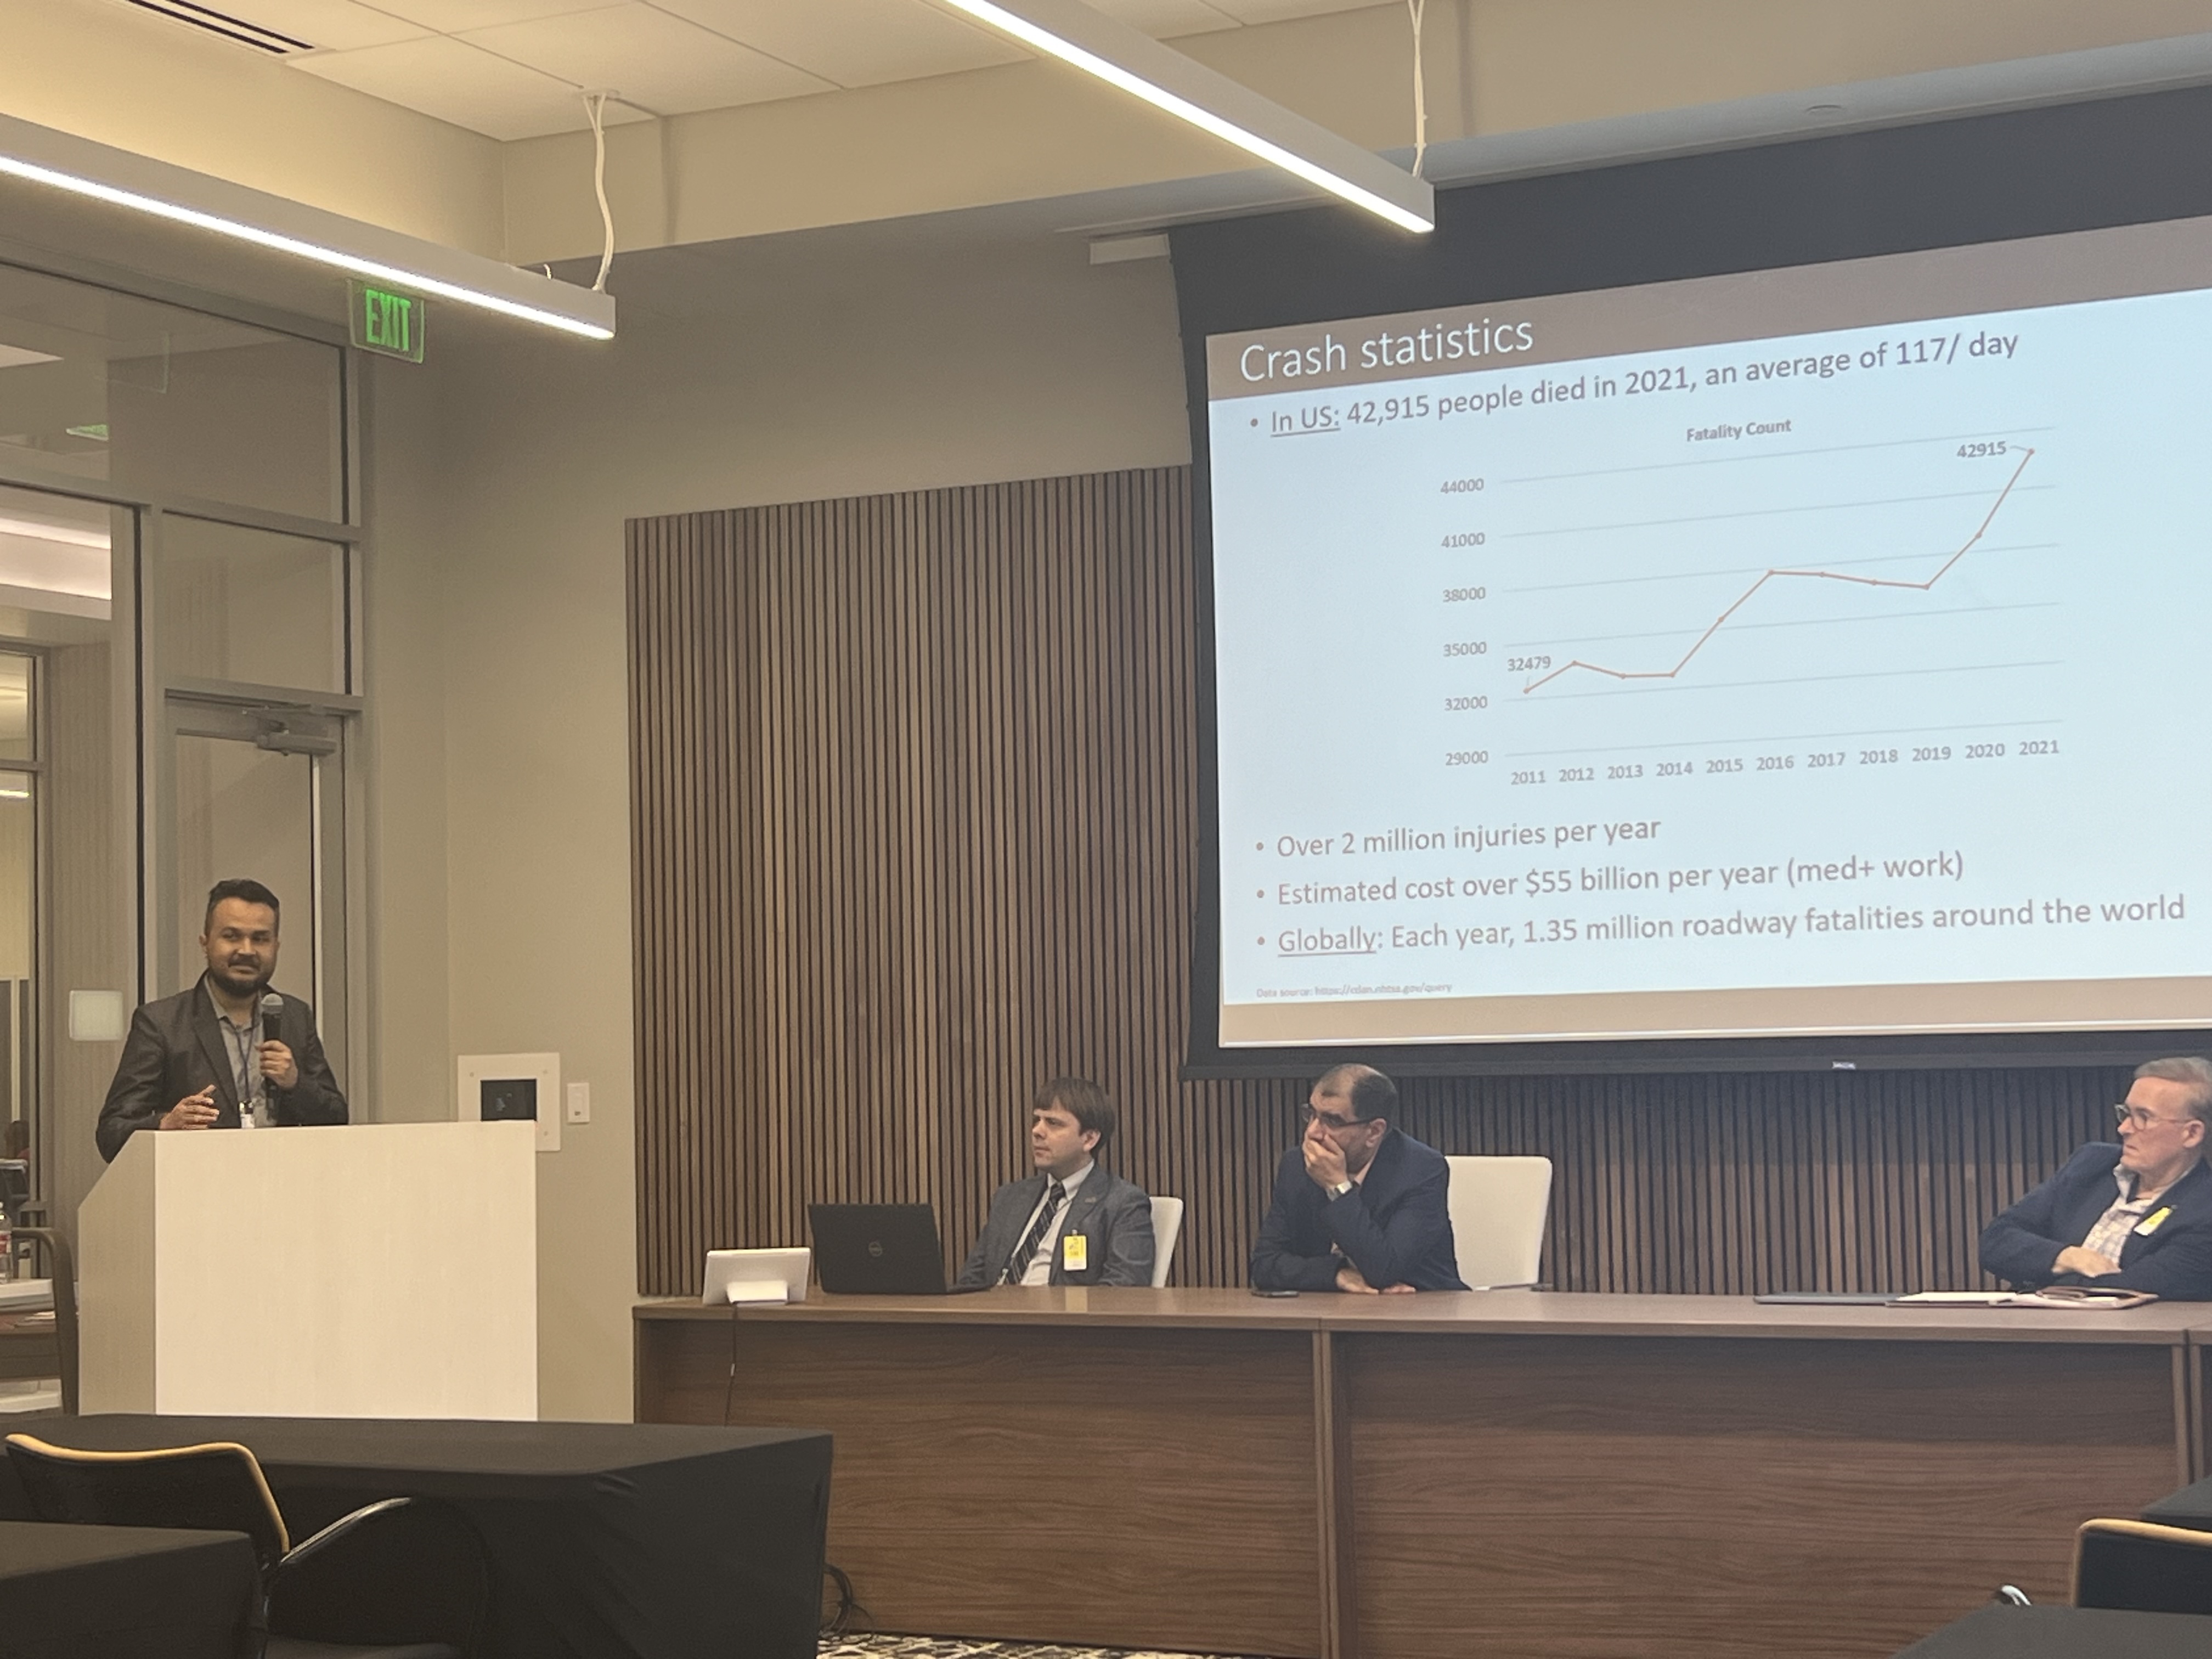 EXIT
Crash statistics
• In US: 42,915 people died in 2021, an average of 117/ day
Fatality Count
42915
44000
41000
38000
35000
32479
32000
29000
2011 2012 2013 2014 2015 2016 2017 2018 2019 2020 2021
• Over 2 million injuries per year
• Estimated cost over $55 billion per year (med+ work)
• Globally: Each year, 1.35 million roadway fatalities around the world
Data source: https://cdan.nhtsa.gov/query
DELL